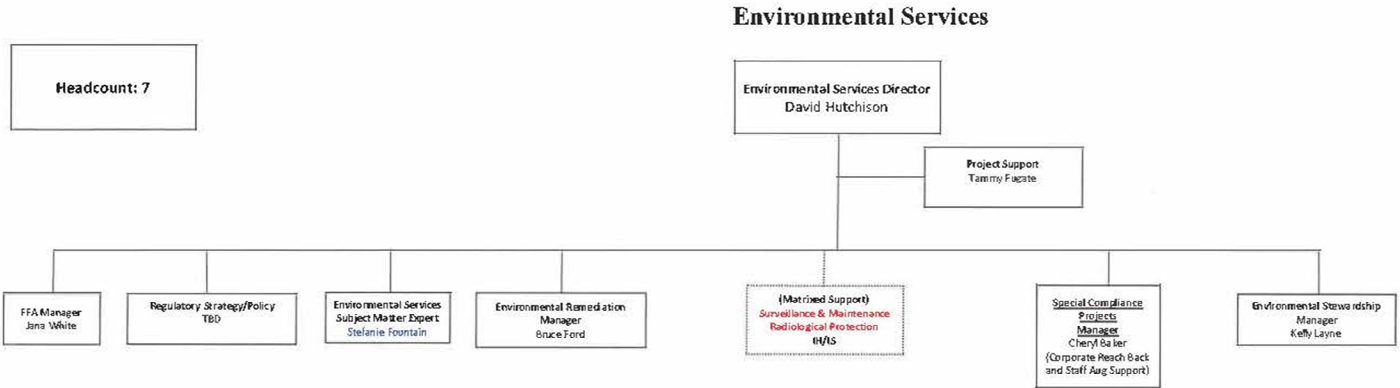 Environmental Services
Headcount: 7
Environmental Services Director
David Hutchison
Project Support
Tammy Fugate
FFA Manager
Jana White
Regulatory Strategy/Policy
TBD
Environmental Services
Subject Matter Expert
Stefanie Fountain
Environmental Remediation
Manager
Bruce Ford
(Matrixed Support)
Surveillance & Maintenance
Radiological Protection
IH/IS
Special Compliance
Projects
Manager
Cheryl Baker
(Corporate Reach Back
and Staff Aug Support)
Environmental Stewardship
Manager
Kelly Layne